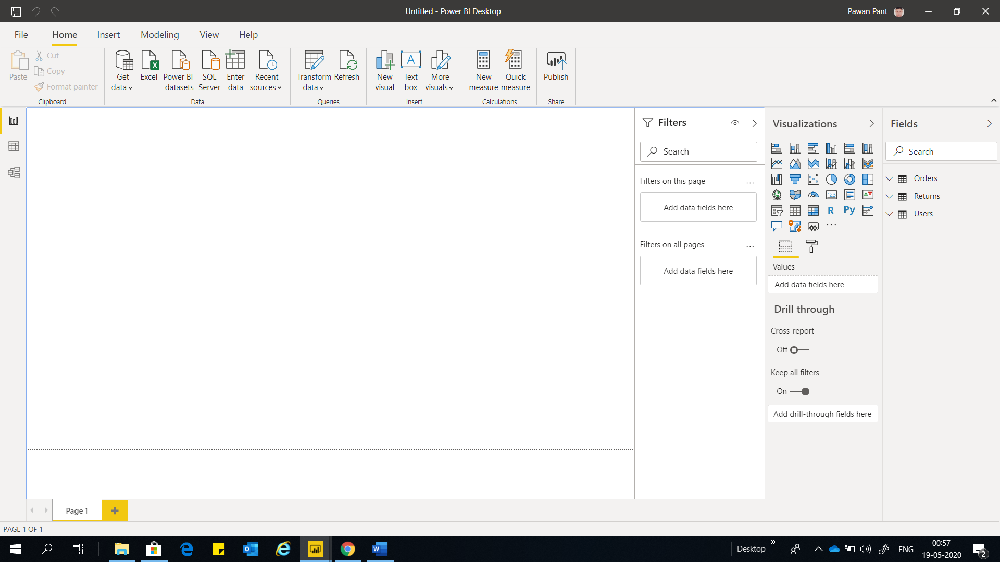 Untitled - Power BI Desktop
Pawan Pant
File Home Insert Modeling View Help
Paste
Cut
Copy
Format painter
Clipboard
Get data
Excel
Power BI datasets
SQL Server
Enter data
Recent sources
Data
Transform data
Refresh
Queries
New visual
Text box
More visuals
Insert
New measure
Quick measure
Calculations
Publish
Share
Filters
Search
Filters on this page
...
Add data fields here
Filters on all pages
...
Add data fields here
Visualizations
123
R
Py
...
Values
Add data fields here
Drill through
Cross-report
Off
Keep all filters
On
Add drill-through fields here
Fields
Search
Orders
Returns
Users
Page 1
PAGE 1 OF 1
Desktop
ENG
00:57
19-05-2020
2